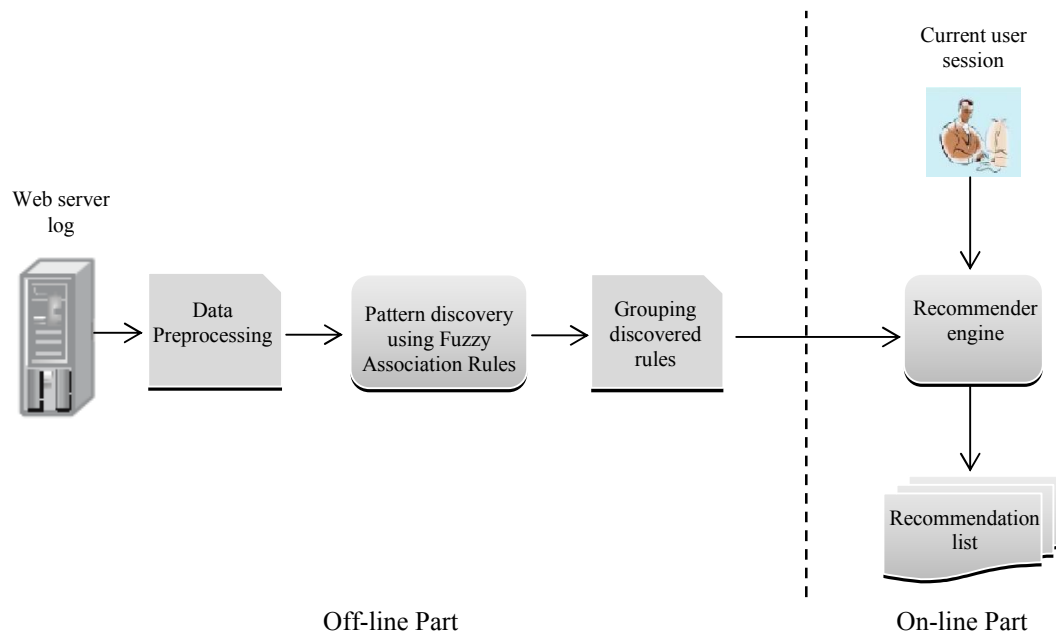 Current user
session
Web server
log
Data
Preprocessing
Pattern discovery
using Fuzzy
Association Rules
Grouping
discovered
rules
Recommender
engine
Recommendation
list
Off-line Part
On-line Part